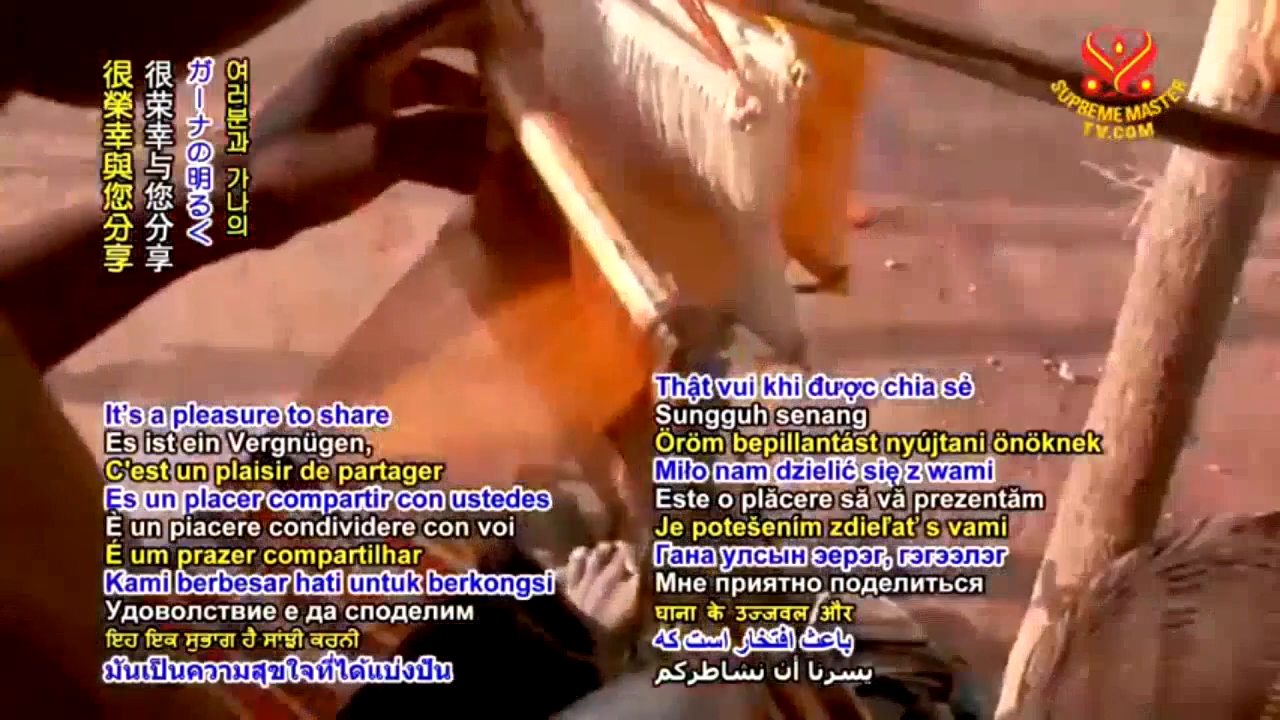 여러분과 가나의
ガーナの明るく
很荣幸与您分享
很榮幸與您分享
SUPREME MASTER
TV.COM
It's a pleasure to share
Es ist ein Vergnügen,
C'est un plaisir de partager
Es un placer compartir con ustedes
È un piacere condividere con voi
É um prazer compartilhar
Kami berbesar hati untuk berkongsi
Удоволствие е да споделим
ਇਹ ਇਕ ਸੁਭਾਗ ਹੈ ਸਾਂਝੀ ਕਰਨੀ
มันเป็นความสุขใจที่ได้แบ่งปัน
Thật vui khi được chia sẻ
Sungguh senang
Öröm bepillantást nyújtani önöknek
Miło nam dzielić się z wami
Este o plăcere să vă prezentăm
Je potešením zdieľať s vami
Гана улсын эерэг, гэгээлэг
Мне приятно поделиться
घाना के उज्जवल और
باعث افتخار است که
يسرنا أن نشاطركم